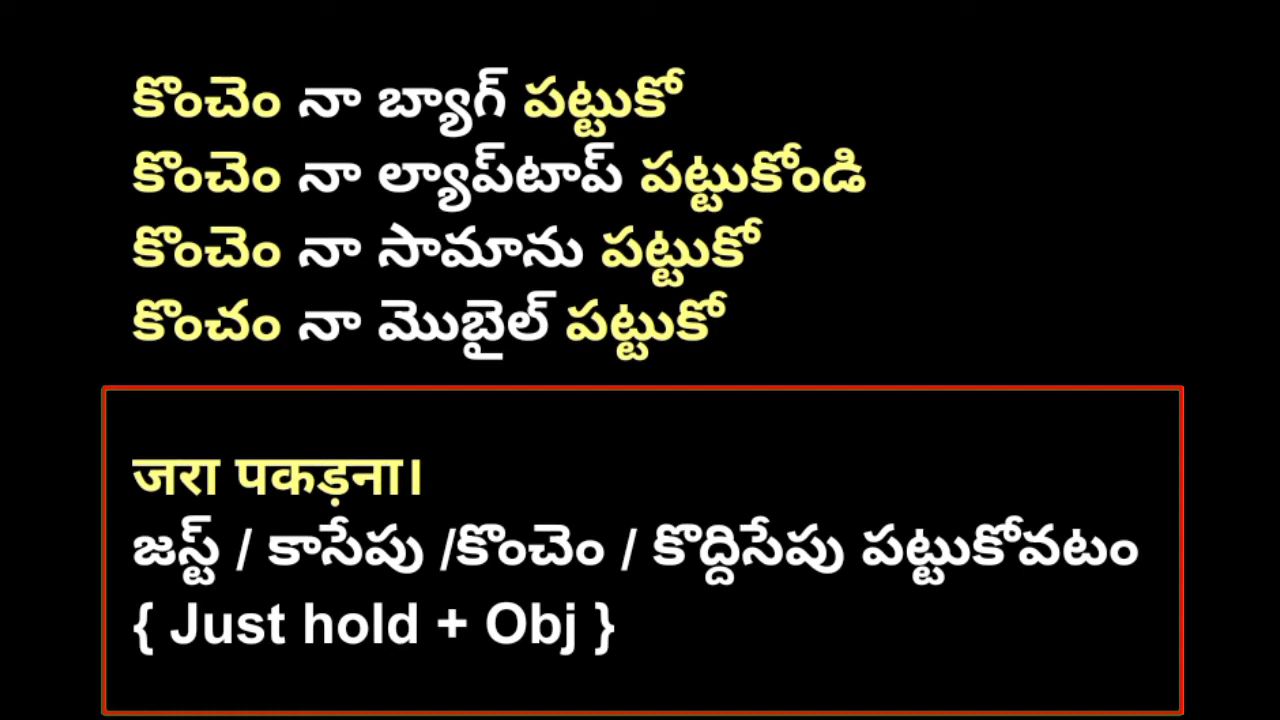 కొంచెం నా బ్యాగ్ పట్టుకో
కొంచెం నా ల్యాప్‌టాప్ పట్టుకోండి
కొంచెం నా సామాను పట్టుకో
కొంచం నా మొబైల్ పట్టుకో
जरा पकड़ना।
జస్ట్ / కాసేపు /కొంచెం / కొద్దిసేపు పట్టుకోవటం
{ Just hold + Obj }